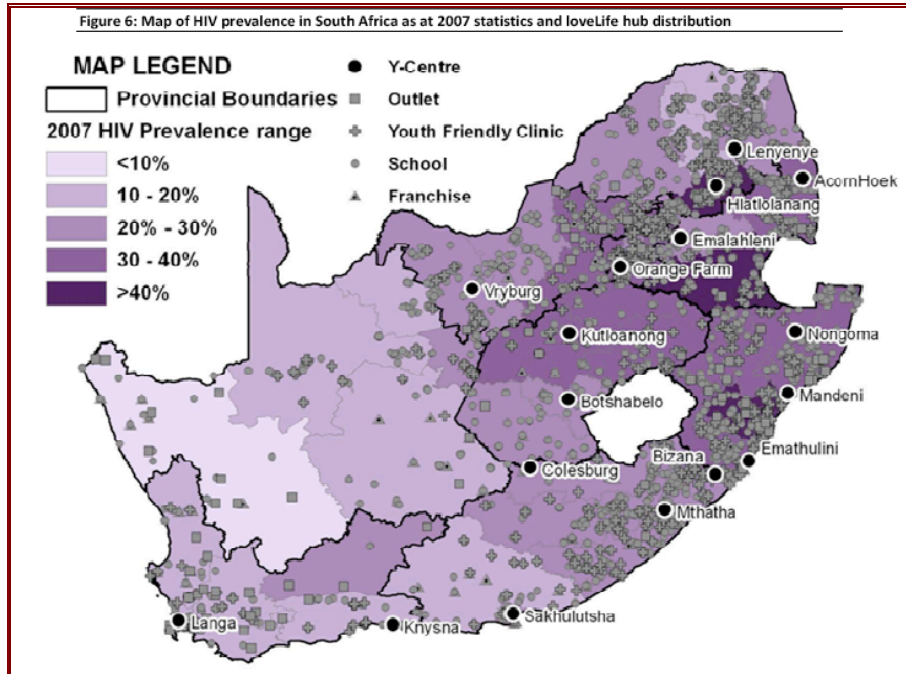 Figure 6: Map of HIV prevalence in South Africa as at 2007 statistics and loveLife hub distribution
MAP LEGEND
Provincial Boundaries
2007 HIV Prevalence range
<10%
10 - 20%
20% - 30%
30 - 40%
>40%
Y-Centre
Outlet
Youth Friendly Clinic
School
Franchise
Lenyenye
AcornHoek
Hlatlolanang
Emalahleni
Orange Farm
Vryburg
Kutloanong
Nongoma
Botshabelo
Mandeni
Emathulini
Bizana
Colesburg
Mthatha
Sakhulutsha
Langa
Knysna